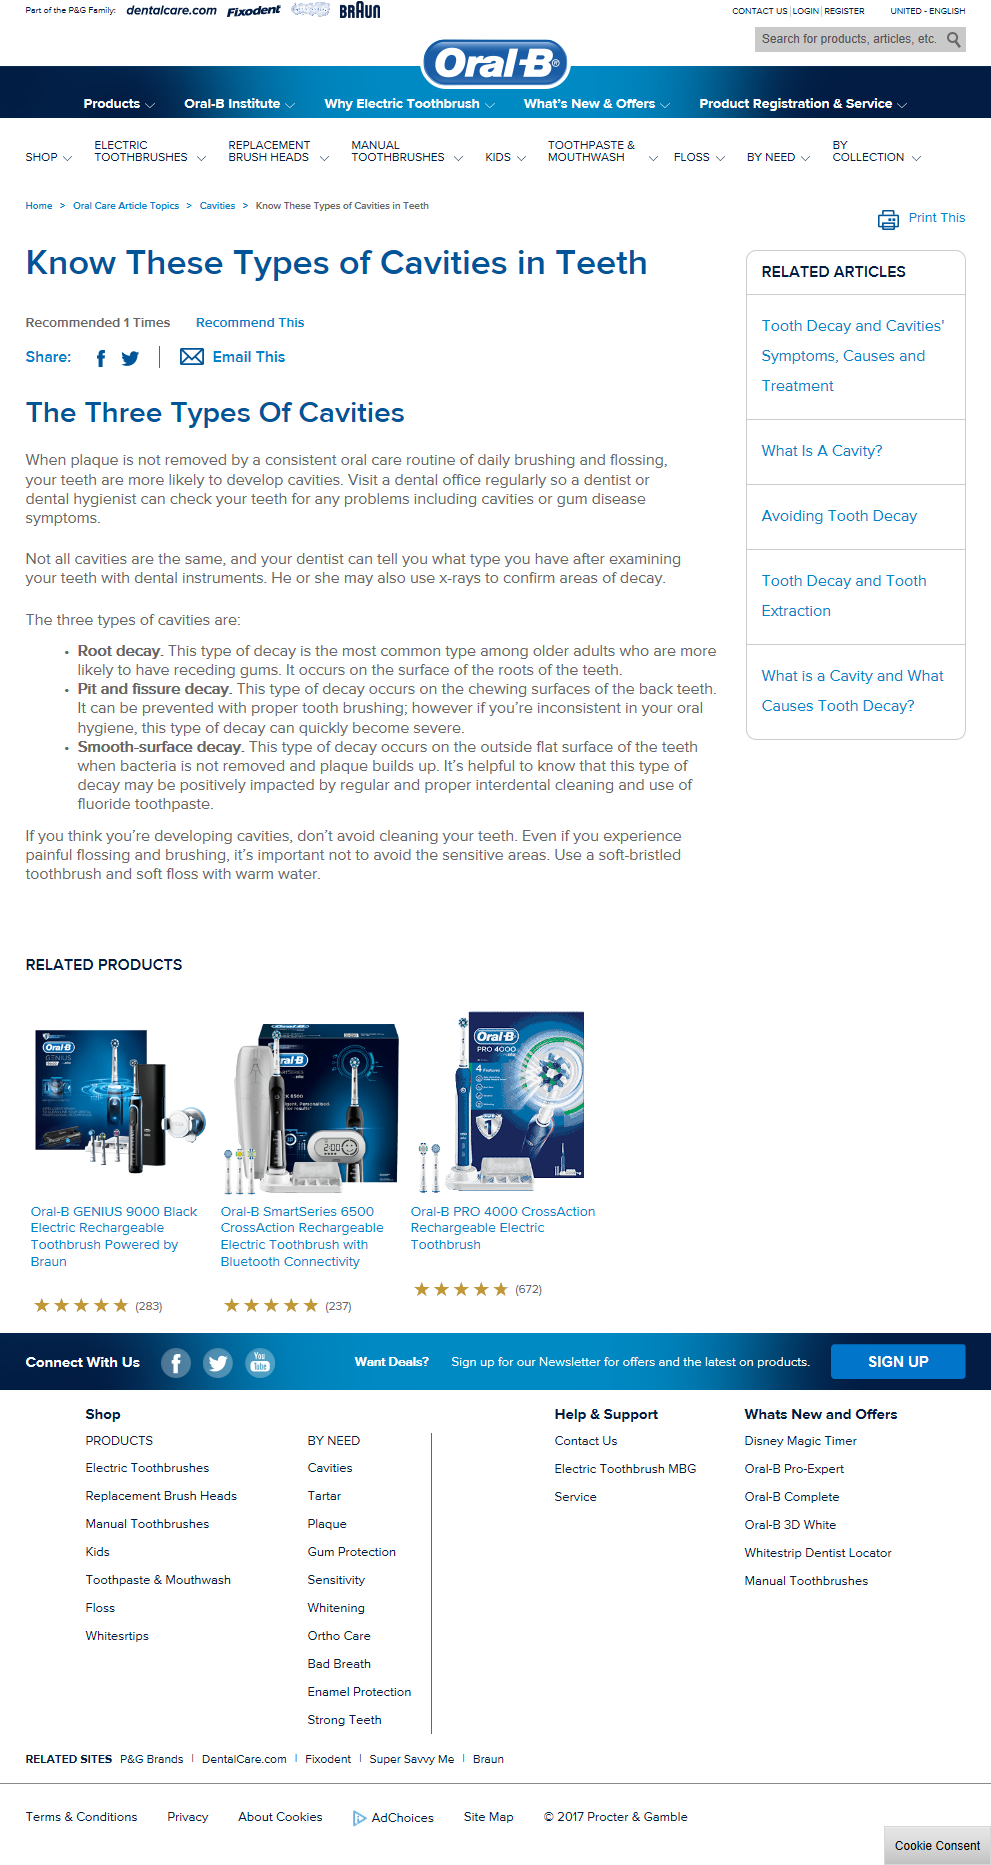 Part of the P&G Family: dentalcare.com Fixodent BRAUN
CONTACT US | LOGIN | REGISTER UNITED - ENGLISH
Search for products, articles, etc.
Oral-B®
Products Oral-B Institute Why Electric Toothbrush What's New & Offers Product Registration & Service
SHOP ELECTRIC TOOTHBRUSHES REPLACEMENT BRUSH HEADS MANUAL TOOTHBRUSHES KIDS TOOTHPASTE & MOUTHWASH FLOSS BY NEED BY COLLECTION
Home > Oral Care Article Topics > Cavities > Know These Types of Cavities in Teeth
Print This
Know These Types of Cavities in Teeth
Recommended 1 Times Recommend This
Share: Email This
The Three Types Of Cavities
When plaque is not removed by a consistent oral care routine of daily brushing and flossing,
your teeth are more likely to develop cavities. Visit a dental office regularly so a dentist or
dental hygienist can check your teeth for any problems including cavities or gum disease
symptoms.
Not all cavities are the same, and your dentist can tell you what type you have after examining
your teeth with dental instruments. He or she may also use x-rays to confirm areas of decay.
The three types of cavities are:
• Root decay. This type of decay is the most common type among older adults who are more
likely to have receding gums. It occurs on the surface of the roots of the teeth.
• Pit and fissure decay. This type of decay occurs on the chewing surfaces of the back teeth.
It can be prevented with proper tooth brushing; however if you're inconsistent in your oral
hygiene, this type of decay can quickly become severe.
• Smooth-surface decay. This type of decay occurs on the outside flat surface of the teeth
when bacteria is not removed and plaque builds up. It's helpful to know that this type of
decay may be positively impacted by regular and proper interdental cleaning and use of
fluoride toothpaste.
If you think you're developing cavities, don't avoid cleaning your teeth. Even if you experience
painful flossing and brushing, it's important not to avoid the sensitive areas. Use a soft-bristled
toothbrush and soft floss with warm water.
RELATED ARTICLES
Tooth Decay and Cavities'
Symptoms, Causes and
Treatment
What Is A Cavity?
Avoiding Tooth Decay
Tooth Decay and Tooth
Extraction
What is a Cavity and What
Causes Tooth Decay?
RELATED PRODUCTS
Oral-B
GENIUS
2:00
Oral-B
PRO 4000
4 Features
1
Oral-B GENIUS 9000 Black
Electric Rechargeable
Toothbrush Powered by
Braun
(283)
Oral-B SmartSeries 6500
CrossAction Rechargeable
Electric Toothbrush with
Bluetooth Connectivity
(237)
Oral-B PRO 4000 CrossAction
Rechargeable Electric
Toothbrush
(672)
Connect With Us You Tube Want Deals? Sign up for our Newsletter for offers and the latest on products. SIGN UP
Shop
PRODUCTS
Electric Toothbrushes
Replacement Brush Heads
Manual Toothbrushes
Kids
Toothpaste & Mouthwash
Floss
Whitesrtips
BY NEED
Cavities
Tartar
Plaque
Gum Protection
Sensitivity
Whitening
Ortho Care
Bad Breath
Enamel Protection
Strong Teeth
Help & Support
Contact Us
Electric Toothbrush MBG
Service
Whats New and Offers
Disney Magic Timer
Oral-B Pro-Expert
Oral-B Complete
Oral-B 3D White
Whitestrip Dentist Locator
Manual Toothbrushes
RELATED SITES P&G Brands | DentalCare.com | Fixodent | Super Savvy Me | Braun
Terms & Conditions Privacy About Cookies AdChoices Site Map © 2017 Procter & Gamble
Cookie Consent